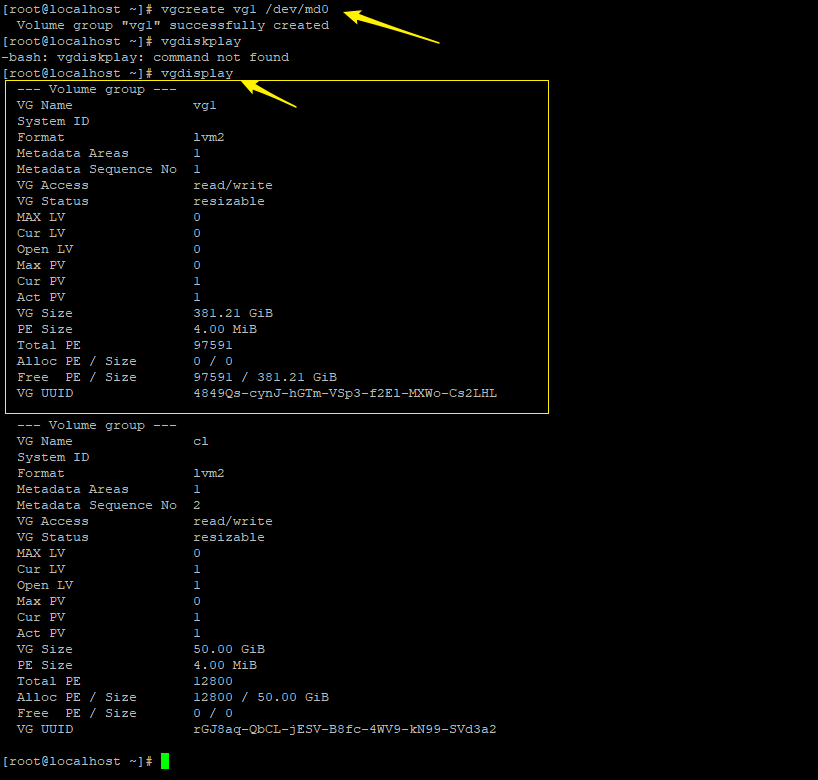 [root@localhost ~]# vgcreate vg1 /dev/md0
  Volume group "vg1" successfully created
[root@localhost ~]# vgdiskplay
-bash: vgdiskplay: command not found
[root@localhost ~]# vgdisplay
  --- Volume group ---
  VG Name               vg1
  System ID
  Format                lvm2
  Metadata Areas        1
  Metadata Sequence No  1
  VG Access             read/write
  VG Status             resizable
  MAX LV                0
  Cur LV                0
  Open LV               0
  Max PV                0
  Cur PV                1
  Act PV                1
  VG Size               381.21 GiB
  PE Size               4.00 MiB
  Total PE              97591
  Alloc PE / Size       0 / 0
  Free  PE / Size       97591 / 381.21 GiB
  VG UUID               4849Qs-cynJ-hGTm-VSp3-f2El-MXWo-Cs2LHL

  --- Volume group ---
  VG Name               cl
  System ID
  Format                lvm2
  Metadata Areas        1
  Metadata Sequence No  2
  VG Access             read/write
  VG Status             resizable
  MAX LV                0
  Cur LV                1
  Open LV               1
  Max PV                0
  Cur PV                1
  Act PV                1
  VG Size               50.00 GiB
  PE Size               4.00 MiB
  Total PE              12800
  Alloc PE / Size       12800 / 50.00 GiB
  Free  PE / Size       0 / 0
  VG UUID               rGJ8aq-QbCL-jESV-B8fc-4WV9-kN99-SVd3a2

[root@localhost ~]#